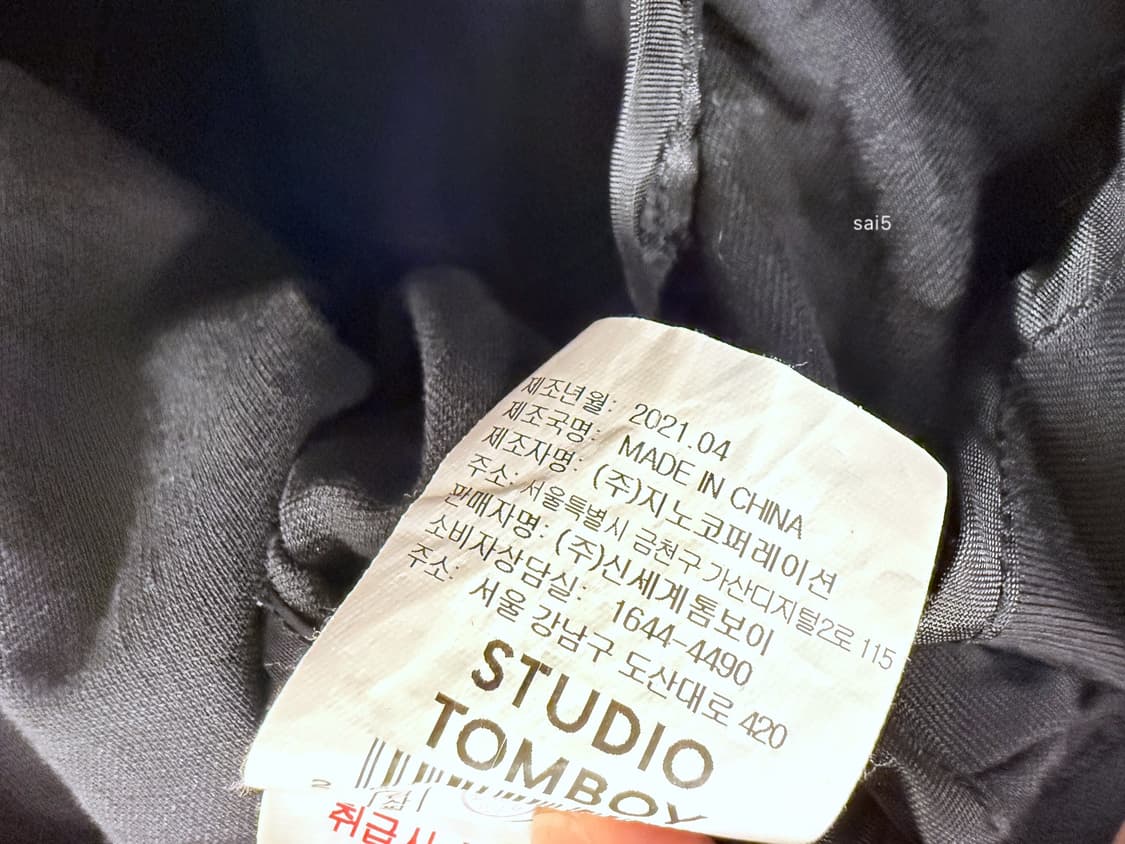 sai5
제조년월: 2021.04
제조국명: MADE IN CHINA
제조자명: (주)지노코퍼레이션
주소: 서울특별시 금천구 가산디지털2로 115
판매자명: (주)신세계톰보이
소비자상담실: 1644-4490
주소: 서울 강남구 도산대로 420
STUDIO
TOMBOY